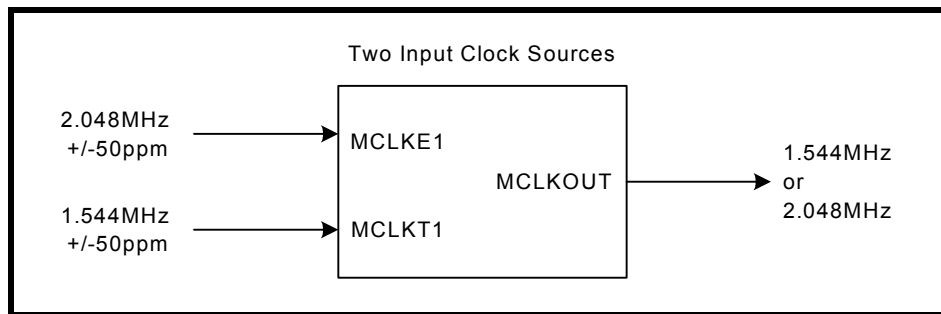 Two Input Clock Sources
2.048MHz
+/-50ppm
MCLKE1
1.544MHz
+/-50ppm
MCLKT1
MCLKOUT
1.544MHz
or
2.048MHz